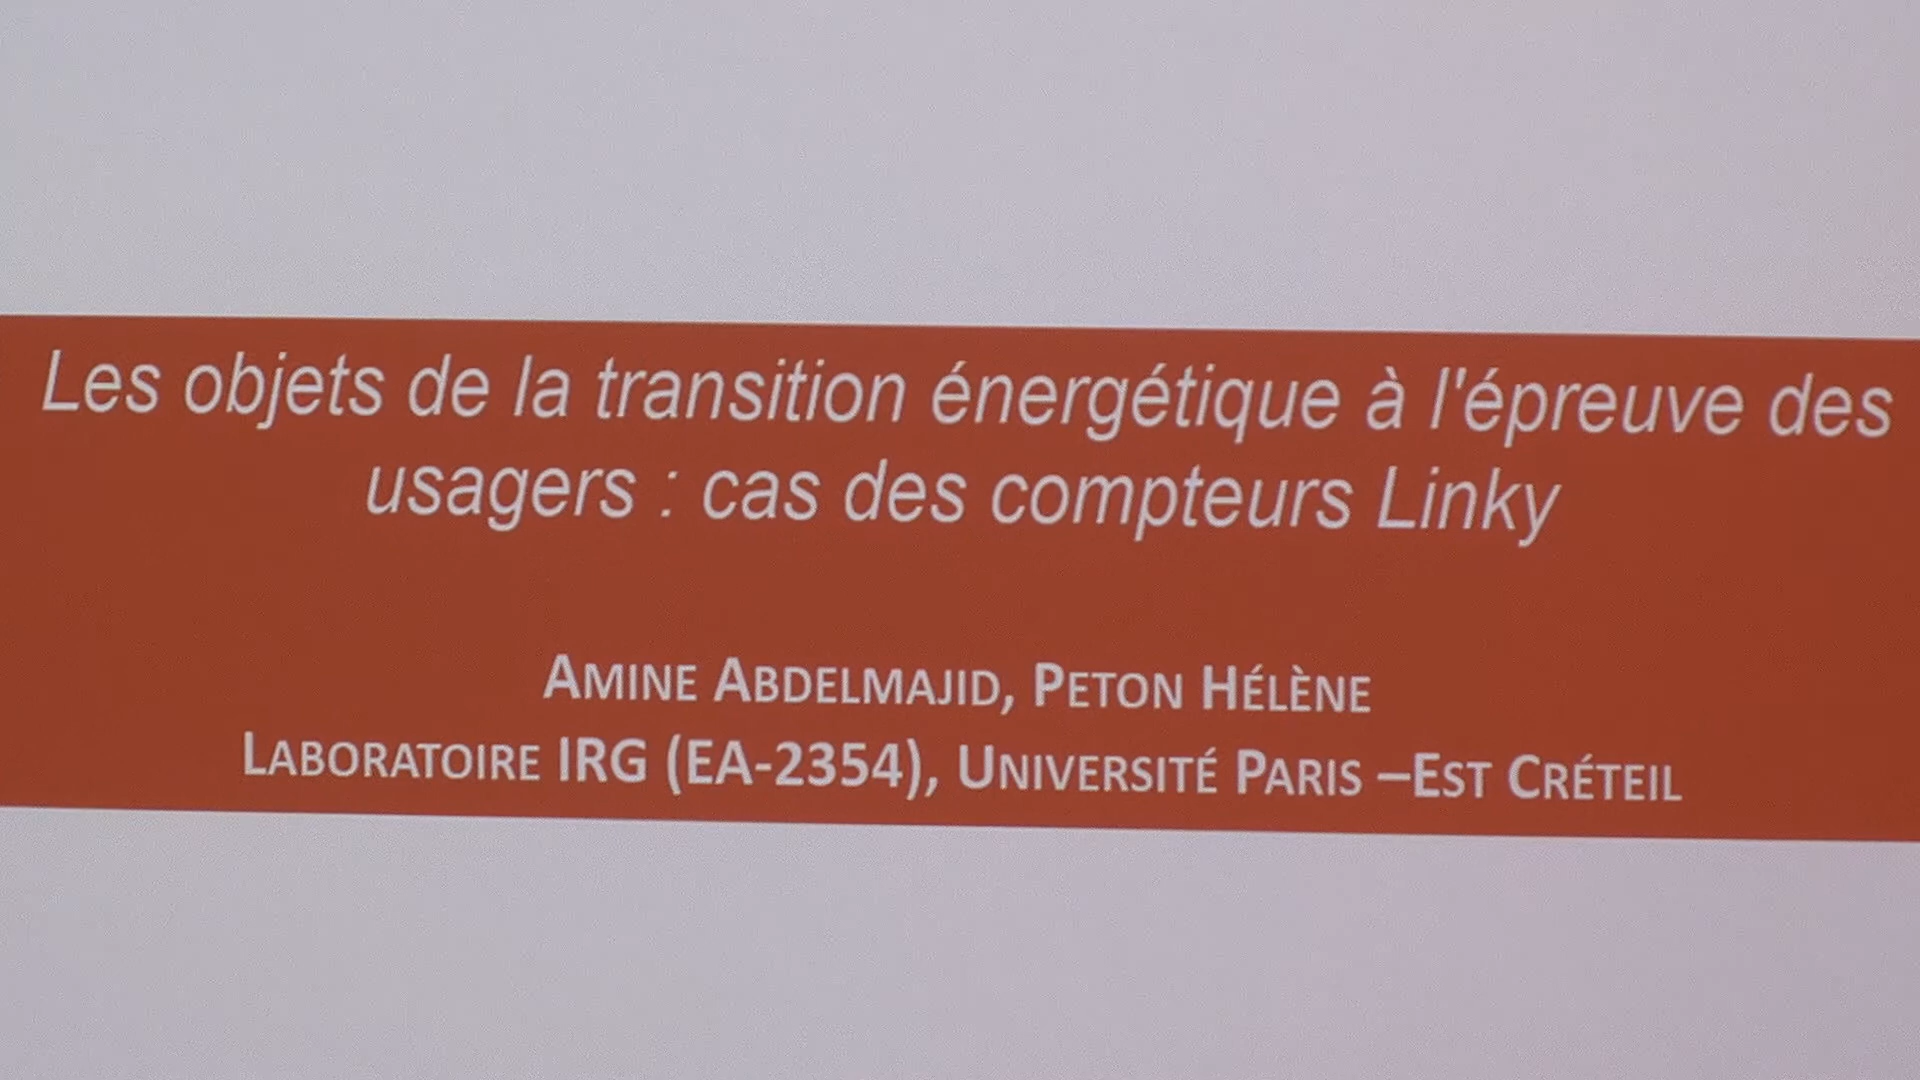 Les objets de la transition énergétique à l'épreuve des
usagers : cas des compteurs Linky
Amine Abdelmajid, Peton Hélène
Laboratoire IRG (EA-2354), Université Paris –Est Créteil